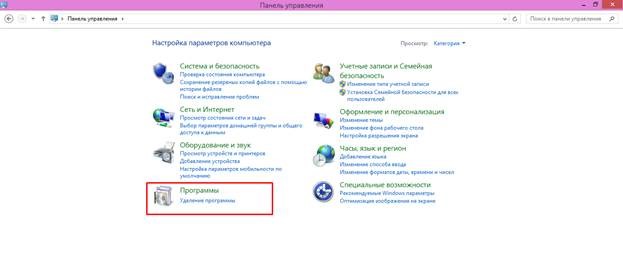 Панель управления
Панель управления
Поиск в панели управления
Настройка параметров компьютера
Просмотр: Категория
Система и безопасность
Проверка состояния компьютера
Сохранение резервных копий файлов с помощью
истории файлов
Поиск и исправление проблем
Сеть и Интернет
Просмотр состояния сети и задач
Выбор параметров домашней группы и общего
доступа к данным
Оборудование и звук
Просмотр устройств и принтеров
Добавление устройства
Настройка параметров мобильности по
умолчанию
Программы
Удаление программы
Учетные записи и Семейная
безопасность
Изменение типа учетной записи
Установка Семейной безопасности для всех
пользователей
Оформление и персонализация
Изменение темы
Изменение фона рабочего стола
Настройка разрешения экрана
Часы, язык и регион
Добавление языка
Изменение способа ввода
Изменение форматов даты, времени и чисел
Специальные возможности
Рекомендуемые Windows параметры
Оптимизация изображения на экране